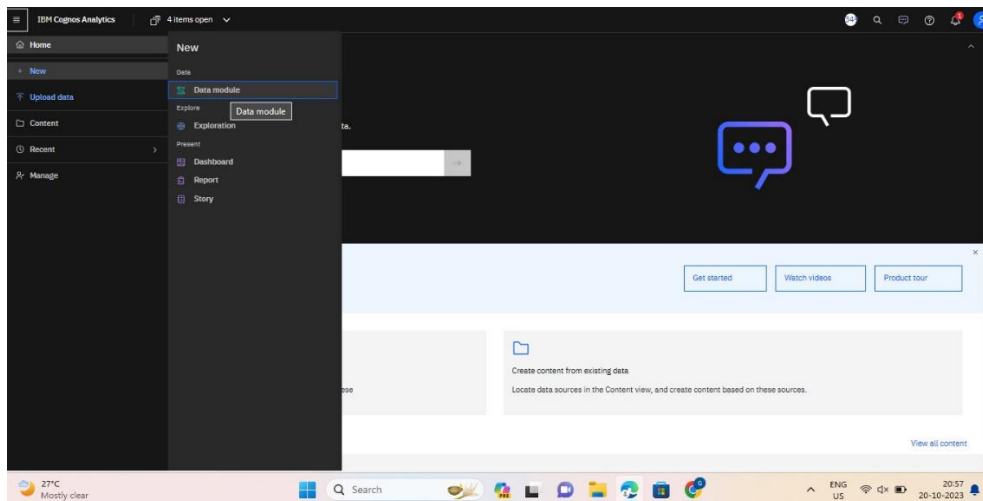 IBM Cognos Analytics
4 items open
Home
New
Upload data
Content
Recent
Manage
New
Data
Data module
Data module
Explore
Exploration
Present
Dashboard
Report
Story
ta.
Get started
Watch videos
Product tour
Create content from existing data
Locate data sources in the Content view, and create content based on these sources.
View all content
27°C
Mostly clear
Search
ENG
US
20:57
20-10-2023